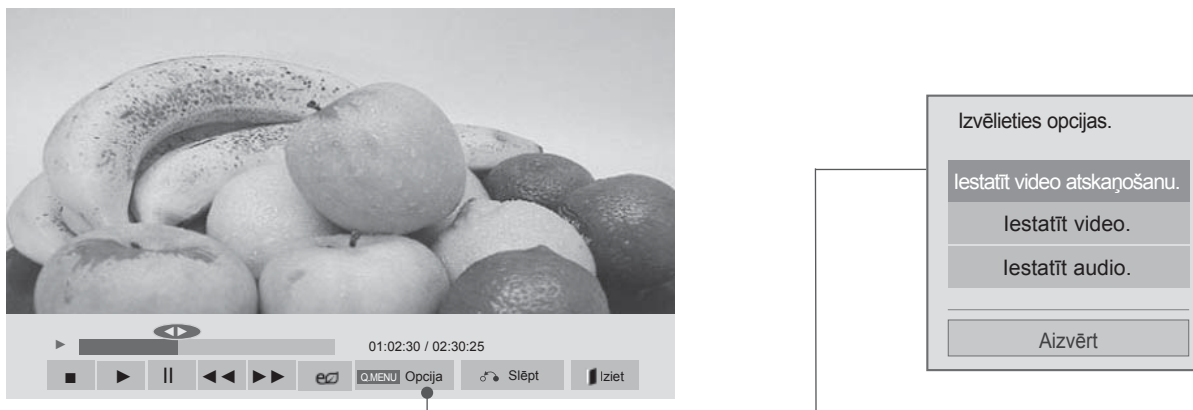 01:02:30 / 02:30:25
Q.MENU Opcija
Slēpt
Iziet
Izvēlieties opcijas.
Iestatīt video atskaņošanu.
Iestatīt video.
Iestatīt audio.
Aizvērt